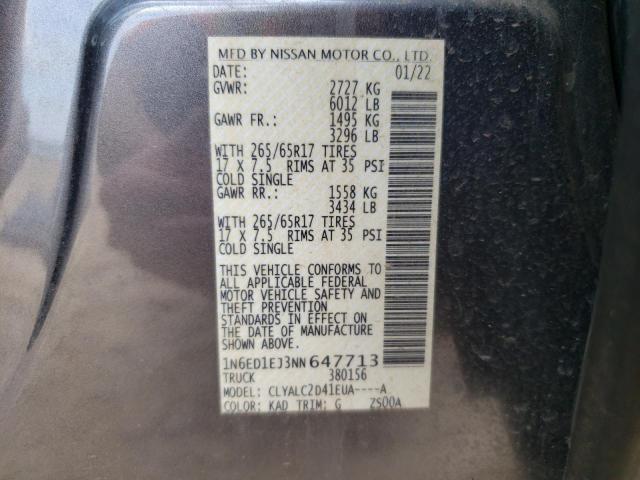 MFD BY NISSAN MOTOR CO., LTD.
DATE: 01/22
GVWR: 2727 KG
6012 LB
GAWR FR.: 1495 KG
3296 LB
WITH 265/65R17 TIRES
17 X 7.5 RIMS AT 35 PSI
COLD SINGLE
GAWR RR.: 1558 KG
3434 LB
WITH 265/65R17 TIRES
17 X 7.5 RIMS AT 35 PSI
COLD SINGLE
THIS VEHICLE CONFORMS TO
ALL APPLICABLE FEDERAL
MOTOR VEHICLE SAFETY AND
THEFT PREVENTION
STANDARDS IN EFFECT ON
THE DATE OF MANUFACTURE
SHOWN ABOVE.
1N6ED1EJ3NN647713
TRUCK 380156
MODEL: CLYALC2D41EUA----A
COLOR: KAD TRIM: G ZS00A